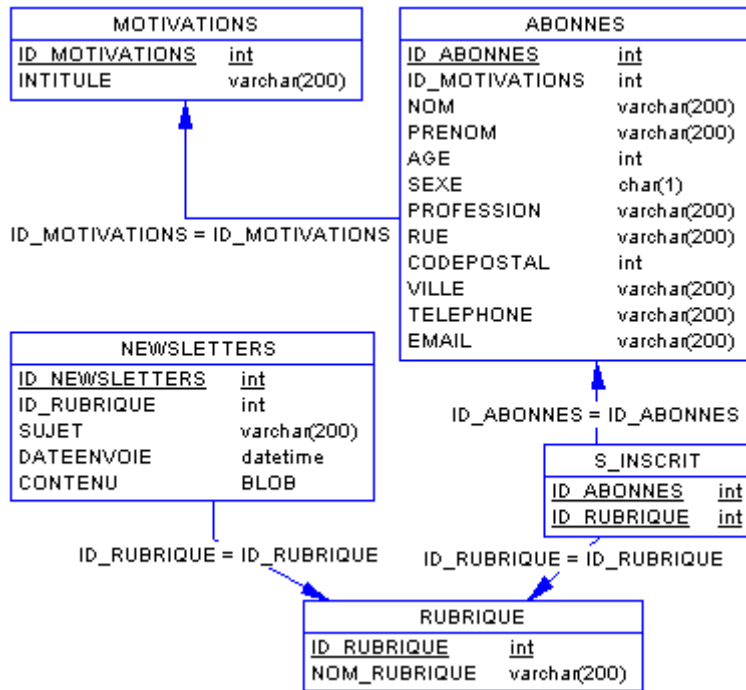 MOTIVATIONS
ID_MOTIVATIONS int
INTITULE varchar(200)
ABONNES
ID_ABONNES int
ID_MOTIVATIONS int
NOM varchar(200)
PRENOM varchar(200)
AGE int
SEXE char(1)
PROFESSION varchar(200)
RUE varchar(200)
CODEPOSTAL int
VILLE varchar(200)
TELEPHONE varchar(200)
EMAIL varchar(200)
ID_MOTIVATIONS = ID_MOTIVATIONS
NEWSLETTERS
ID_NEWSLETTERS int
ID_RUBRIQUE int
SUJET varchar(200)
DATEENVOIE datetime
CONTENU BLOB
ID_ABONNES = ID_ABONNES
S_INSCRIT
ID_ABONNES int
ID_RUBRIQUE int
ID_RUBRIQUE = ID_RUBRIQUE
ID_RUBRIQUE = ID_RUBRIQUE
RUBRIQUE
ID_RUBRIQUE int
NOM_RUBRIQUE varchar(200)